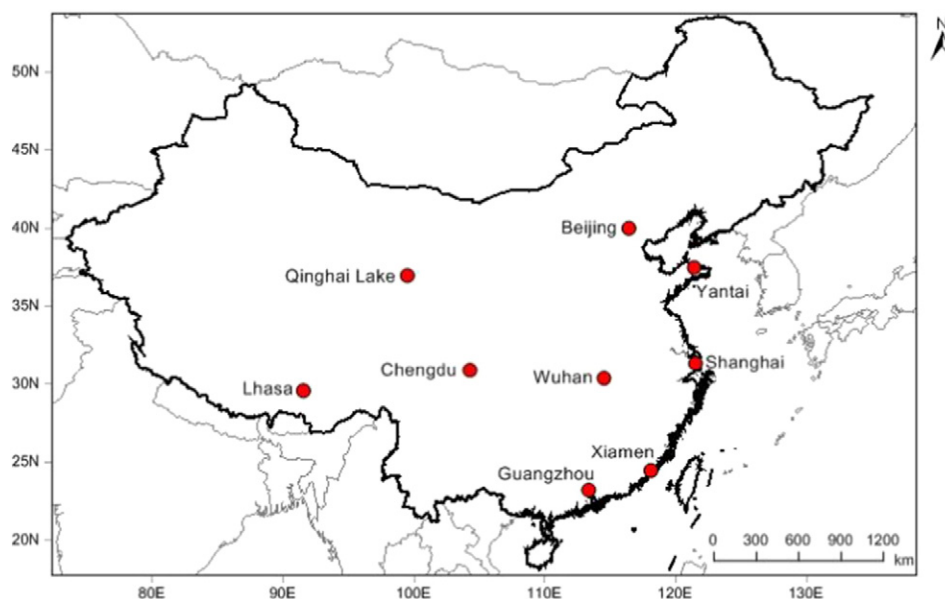 N
50N
45N
40N
35N
30N
25N
20N
Beijing
Qinghai Lake
Yantai
Chengdu
Shanghai
Lhasa
Wuhan
Xiamen
Guangzhou
0 300 600 900 1200
km
80E 90E 100E 110E 120E 130E